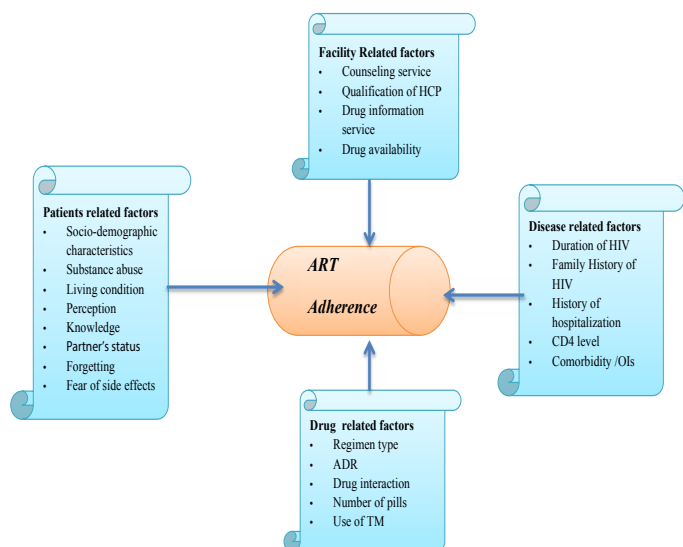 Facility Related factors
• Counseling service
• Qualification of HCP
• Drug information
service
• Drug availability
Patients related factors
• Socio-demographic
characteristics
• Substance abuse
• Living condition
• Perception
• Knowledge
• Partner's status
• Forgetting
• Fear of side effects
ART
Adherence
Disease related factors
• Duration of HIV
• Family History of
HIV
• History of
hospitalization
• CD4 level
• Comorbidity /OIs
Drug related factors
• Regimen type
• ADR
• Drug interaction
• Number of pills
• Use of TM